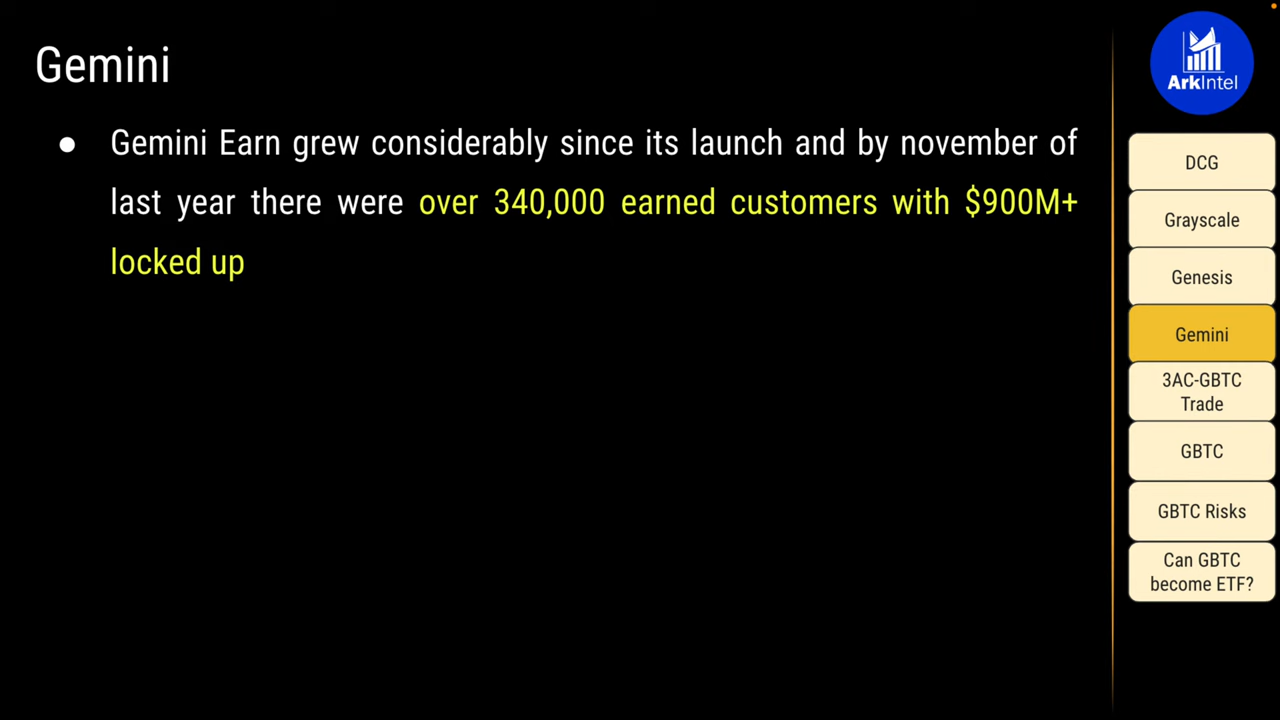 Gemini
● Gemini Earn grew considerably since its launch and by november of
last year there were over 340,000 earned customers with $900M+
locked up
ArkIntel
DCG
Grayscale
Genesis
Gemini
3AC-GBTC
Trade
GBTC
GBTC Risks
Can GBTC
become ETF?